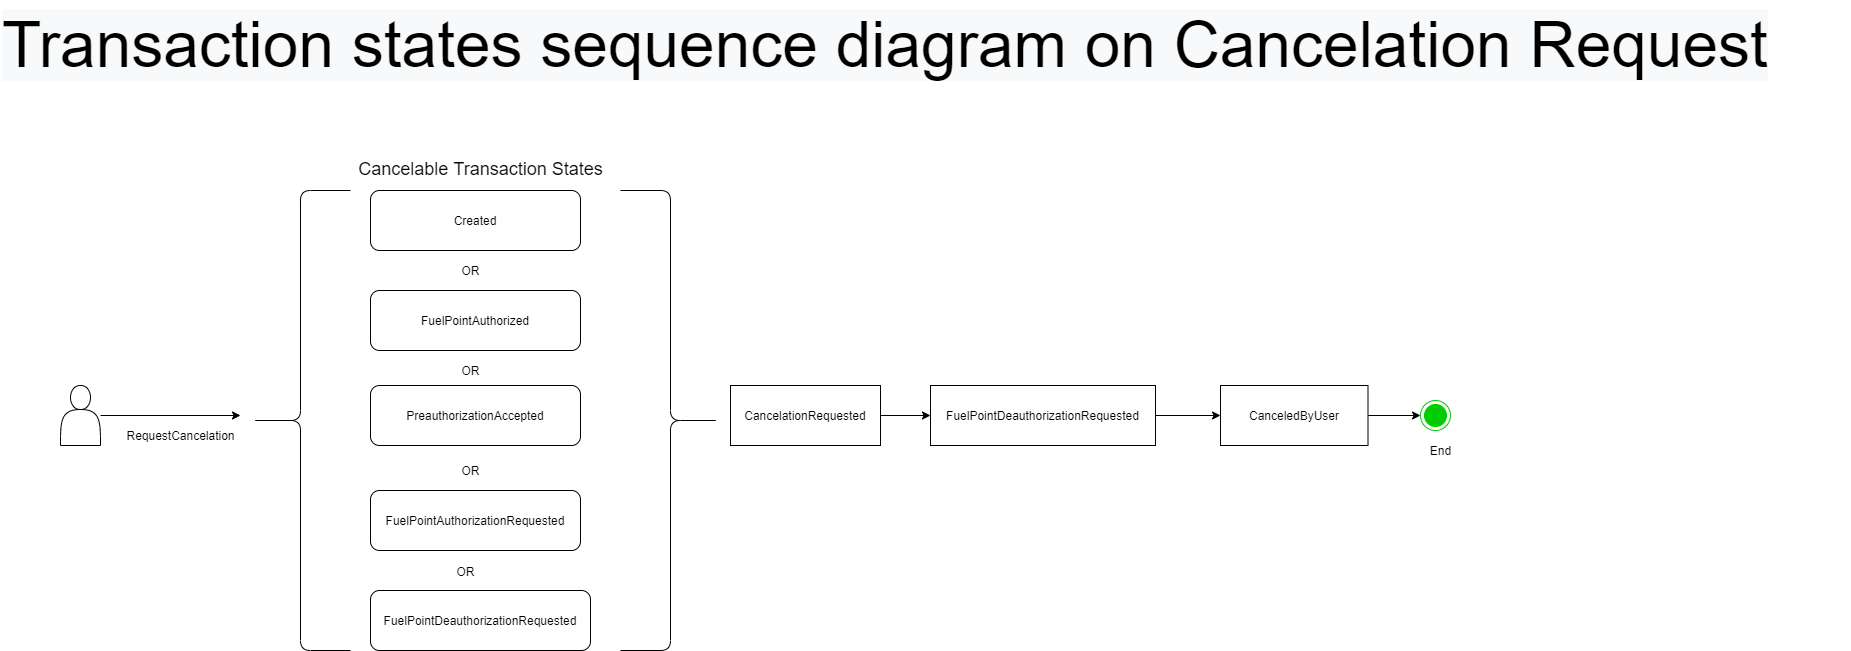 Transaction states sequence diagram on Cancelation Request
Cancelable Transaction States
Created
OR
FuelPointAuthorized
OR
PreauthorizationAccepted
RequestCancelation
CancelationRequested
FuelPointDeauthorizationRequested
CanceledByUser
End
OR
FuelPointAuthorizationRequested
OR
FuelPointDeauthorizationRequested